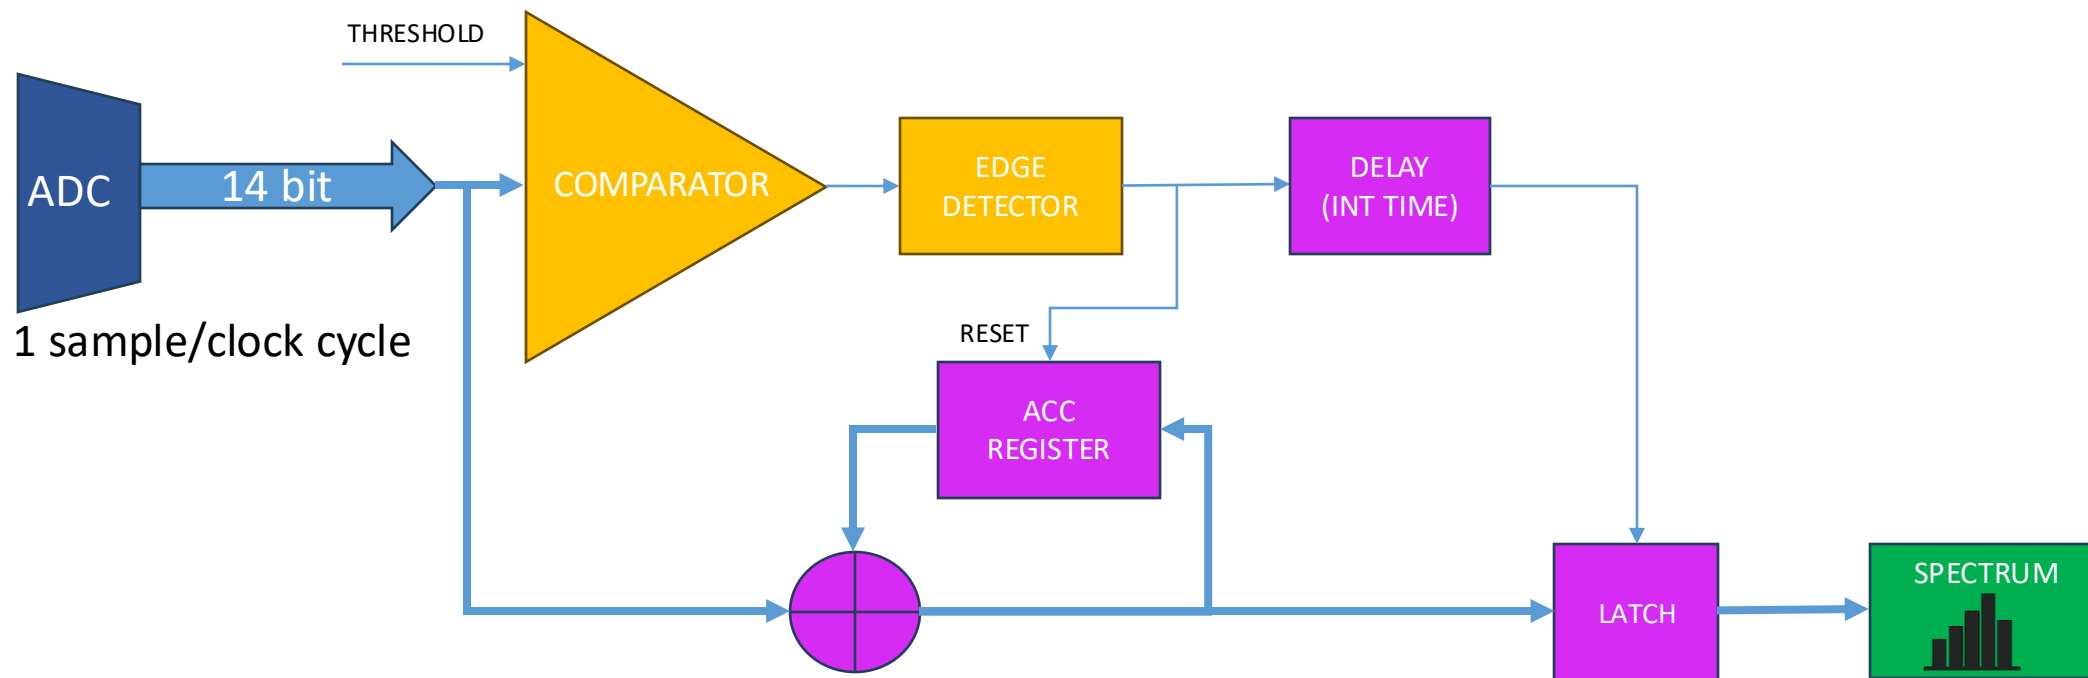 THRESHOLD
ADC
14 bit
COMPARATOR
EDGE
DETECTOR
DELAY
(INT TIME)
1 sample/clock cycle
RESET
ACC
REGISTER
SPECTRUM
LATCH